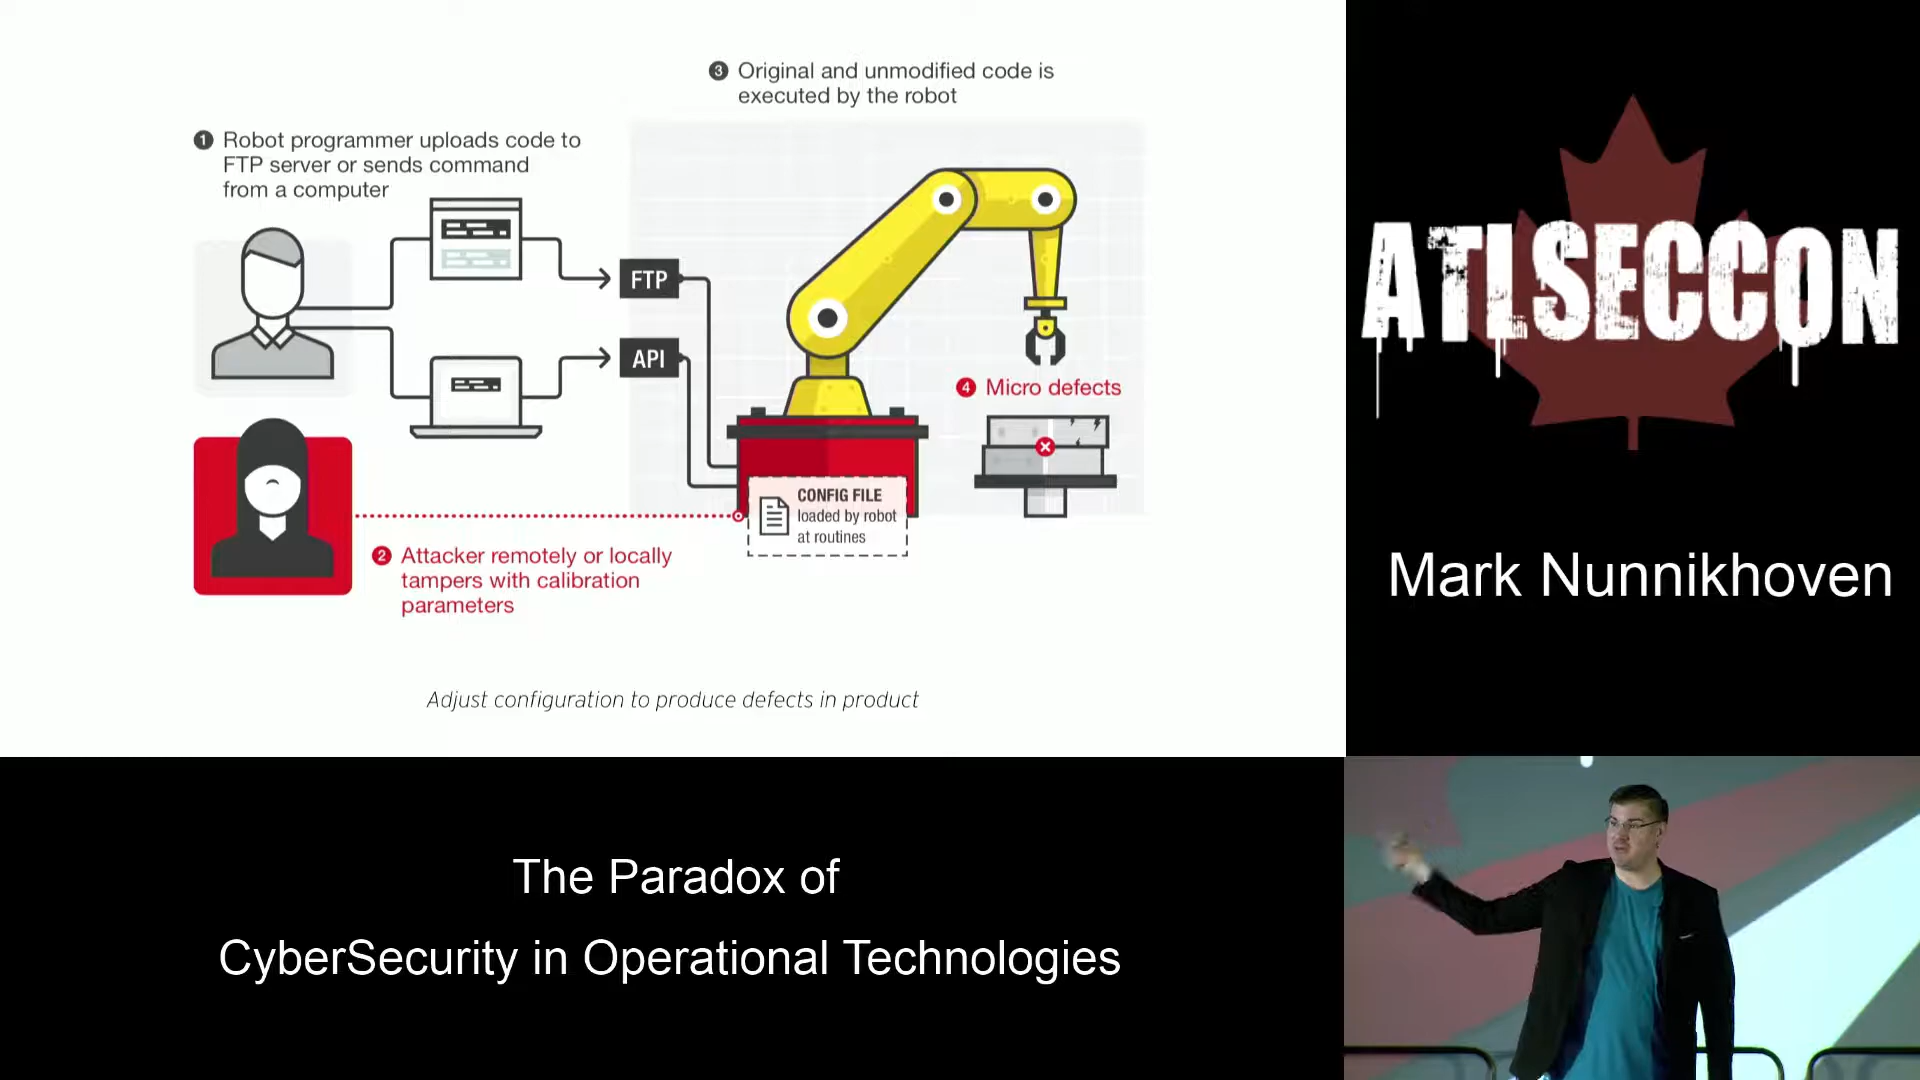 3 Original and unmodified code is
executed by the robot
1 Robot programmer uploads code to
FTP server or sends command
from a computer
FTP
API
4 Micro defects
CONFIG FILE
loaded by robot
at routines
2 Attacker remotely or locally
tampers with calibration
parameters
Adjust configuration to produce defects in product
ATLSECCON
Mark Nunnikhoven
The Paradox of
CyberSecurity in Operational Technologies